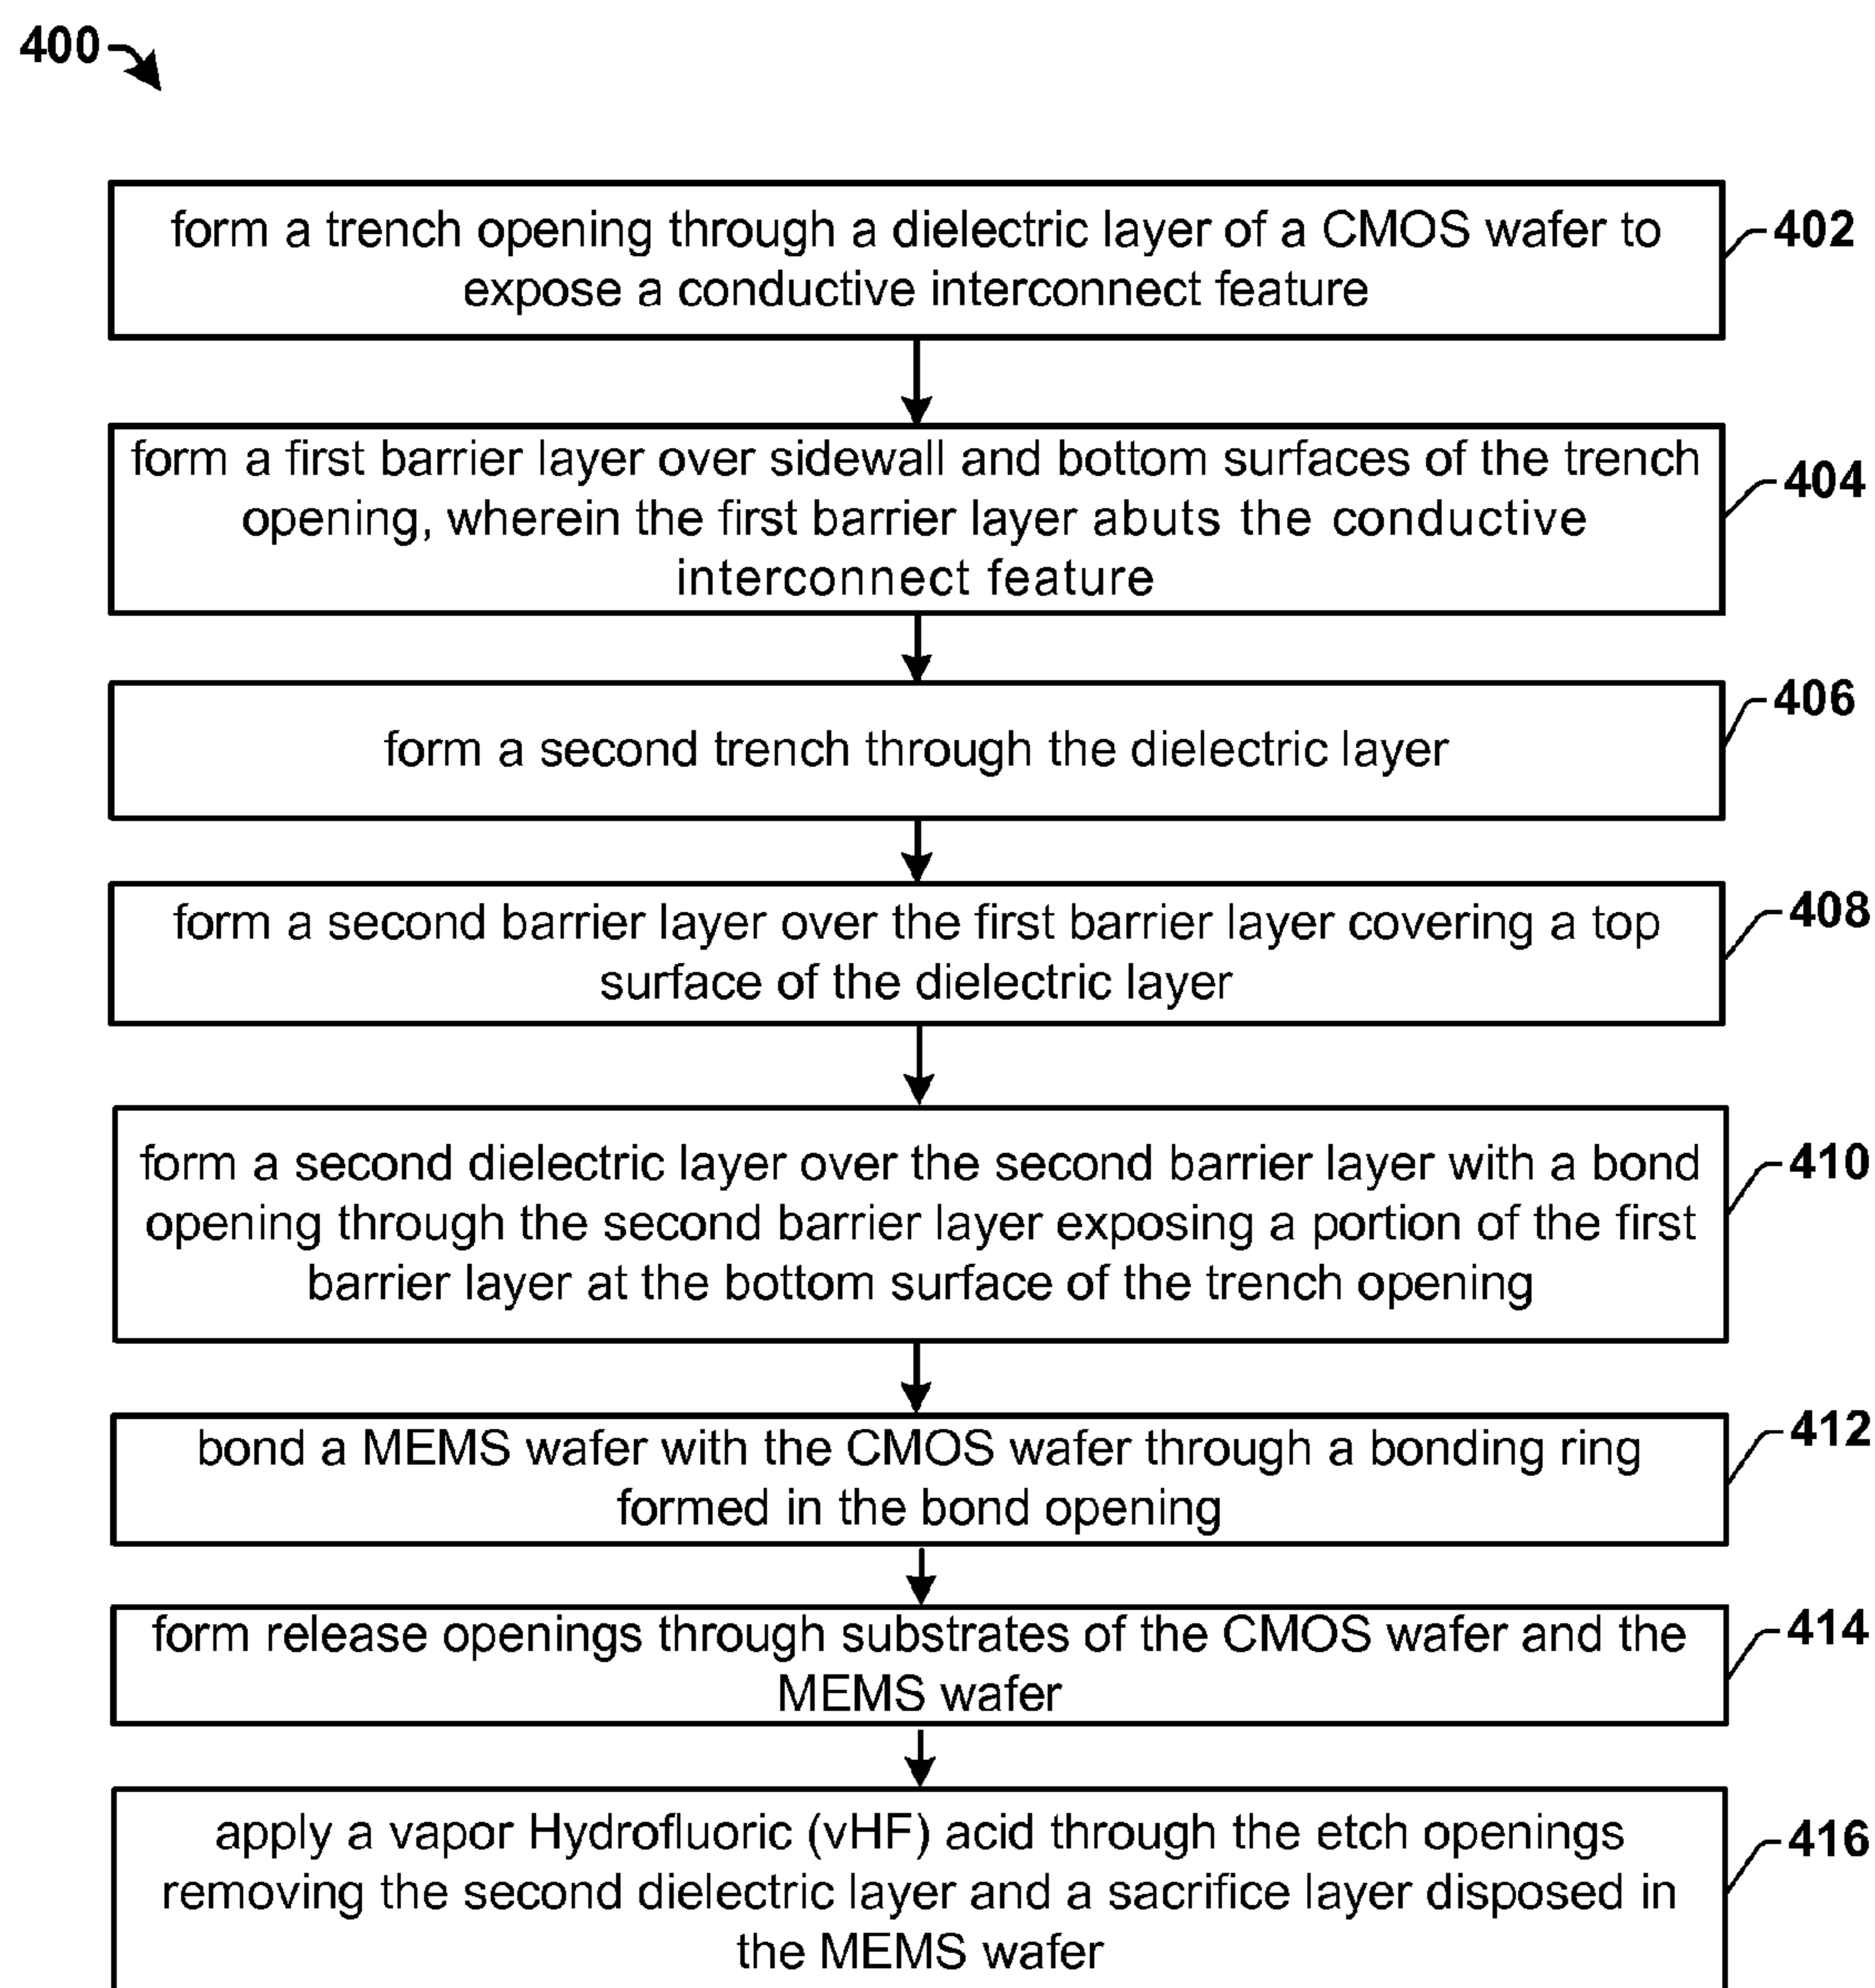 400
form a trench opening through a dielectric layer of a CMOS wafer to
expose a conductive interconnect feature
402
form a first barrier layer over sidewall and bottom surfaces of the trench
opening, wherein the first barrier layer abuts the conductive
interconnect feature
404
form a second trench through the dielectric layer
406
form a second barrier layer over the first barrier layer covering a top
surface of the dielectric layer
408
form a second dielectric layer over the second barrier layer with a bond
opening through the second barrier layer exposing a portion of the first
barrier layer at the bottom surface of the trench opening
410
bond a MEMS wafer with the CMOS wafer through a bonding ring
formed in the bond opening
412
form release openings through substrates of the CMOS wafer and the
MEMS wafer
414
apply a vapor Hydrofluoric (vHF) acid through the etch openings
removing the second dielectric layer and a sacrifice layer disposed in
the MEMS wafer
416